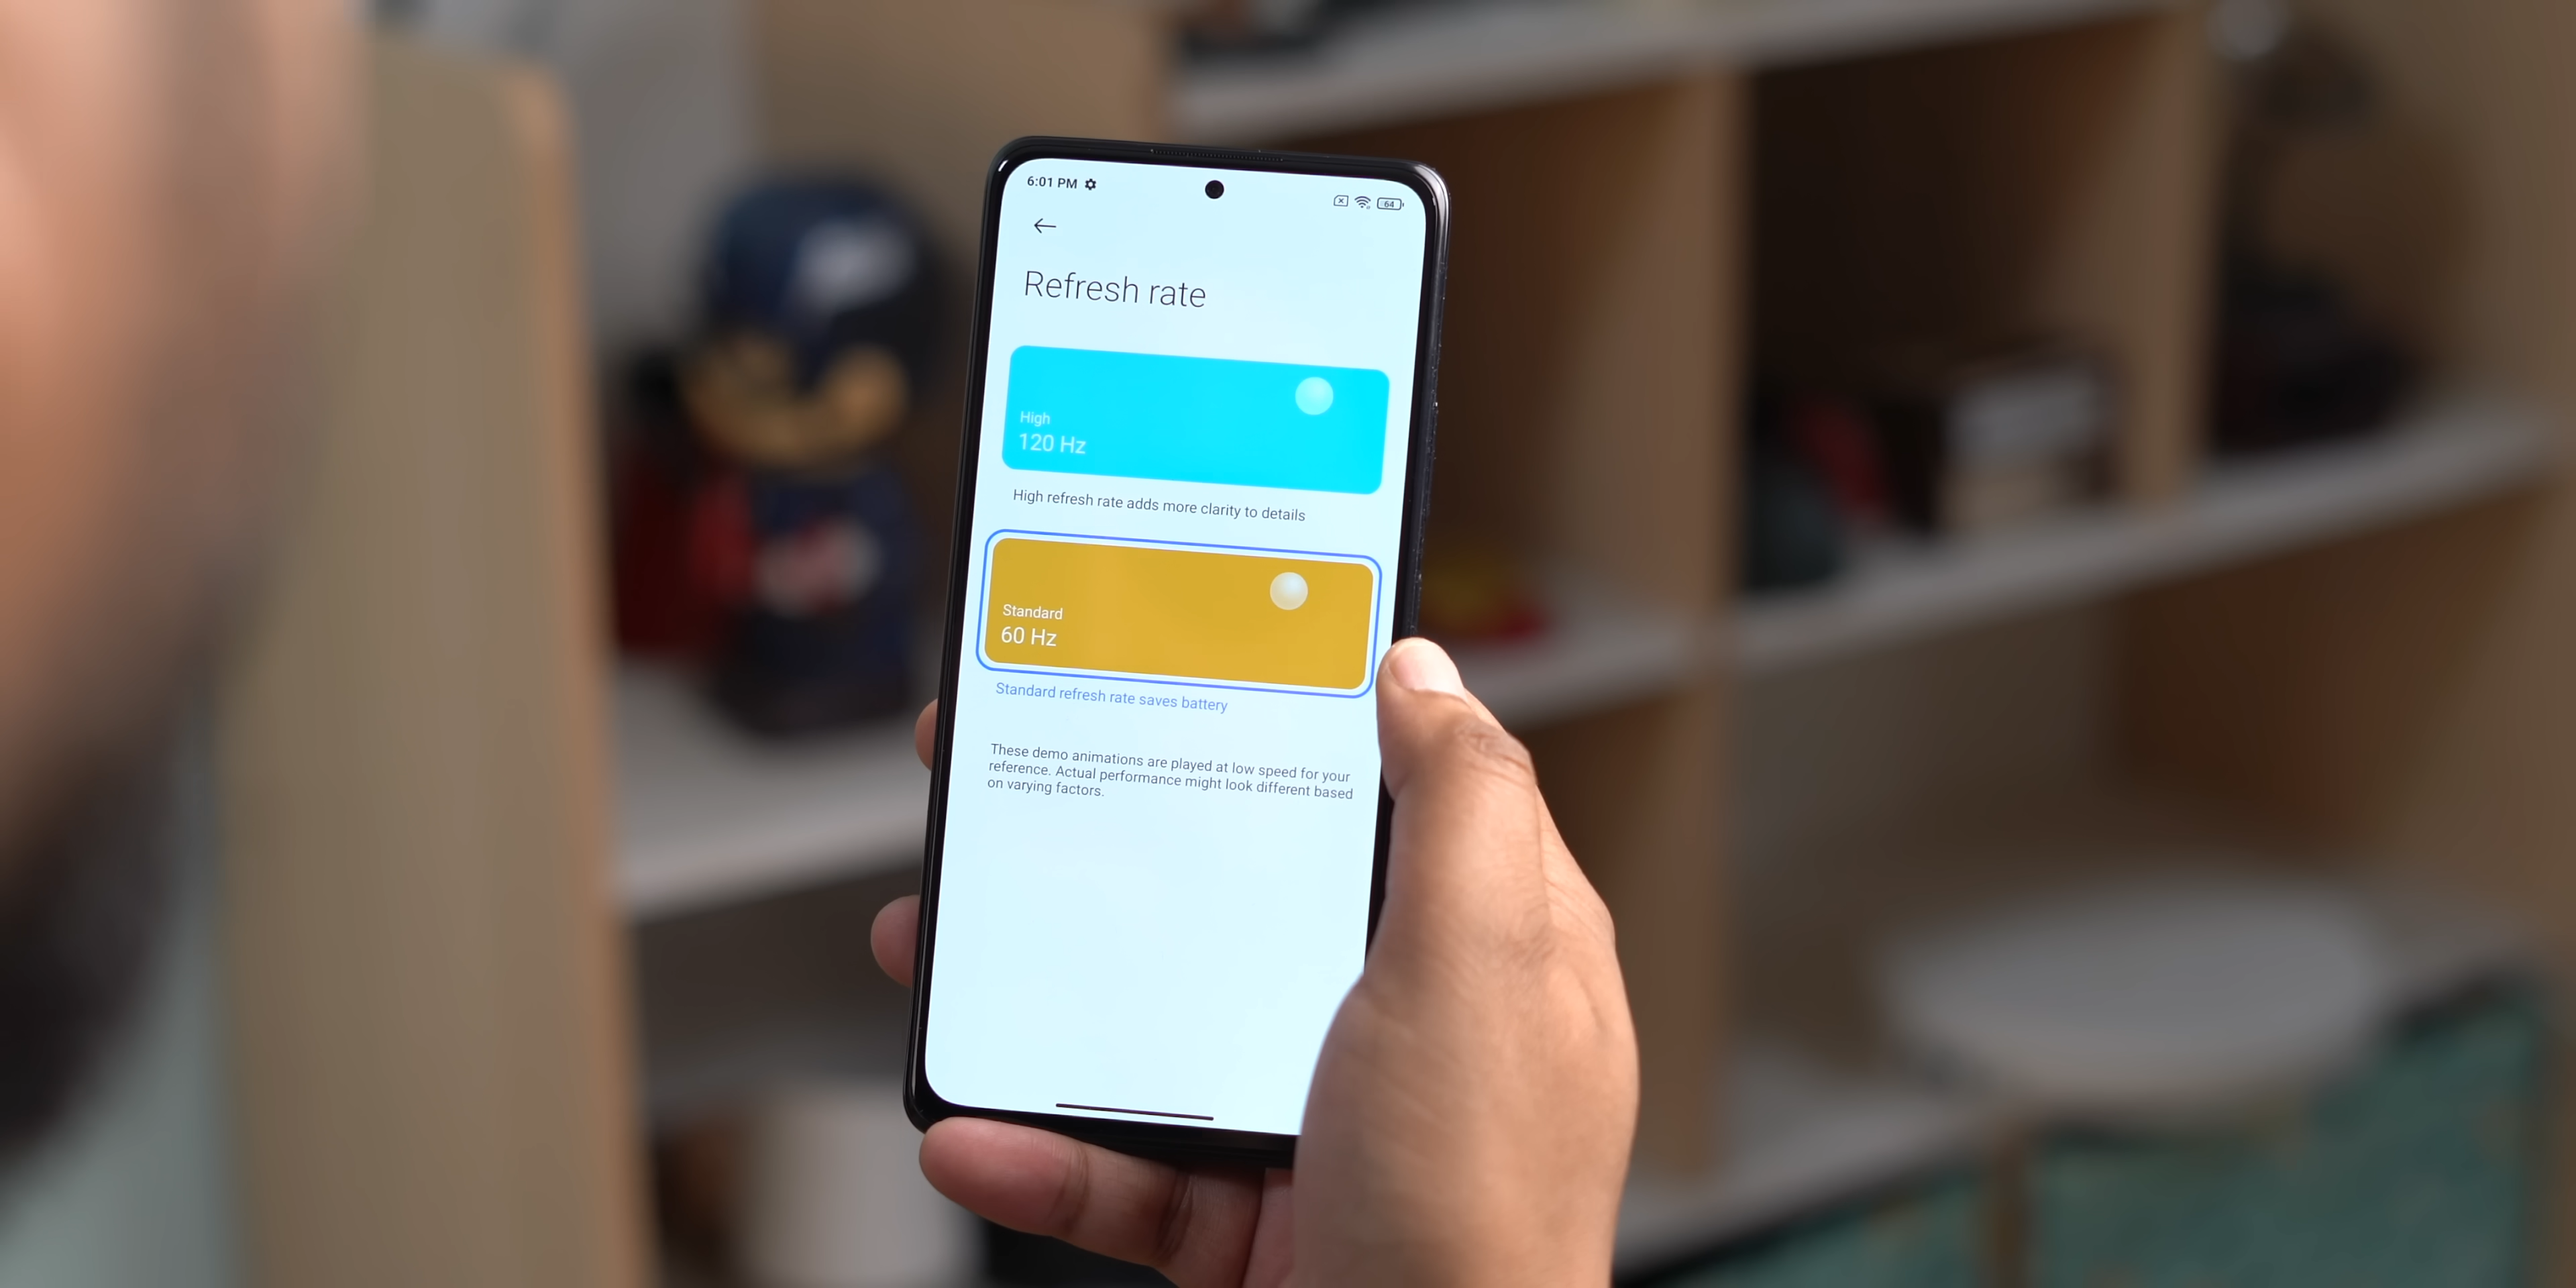 6:01 PM
64
Refresh rate
High
120 Hz
High refresh rate adds more clarity to details
Standard
60 Hz
Standard refresh rate saves battery
These demo animations are played at low speed for your
reference. Actual performance might look different based
on varying factors.